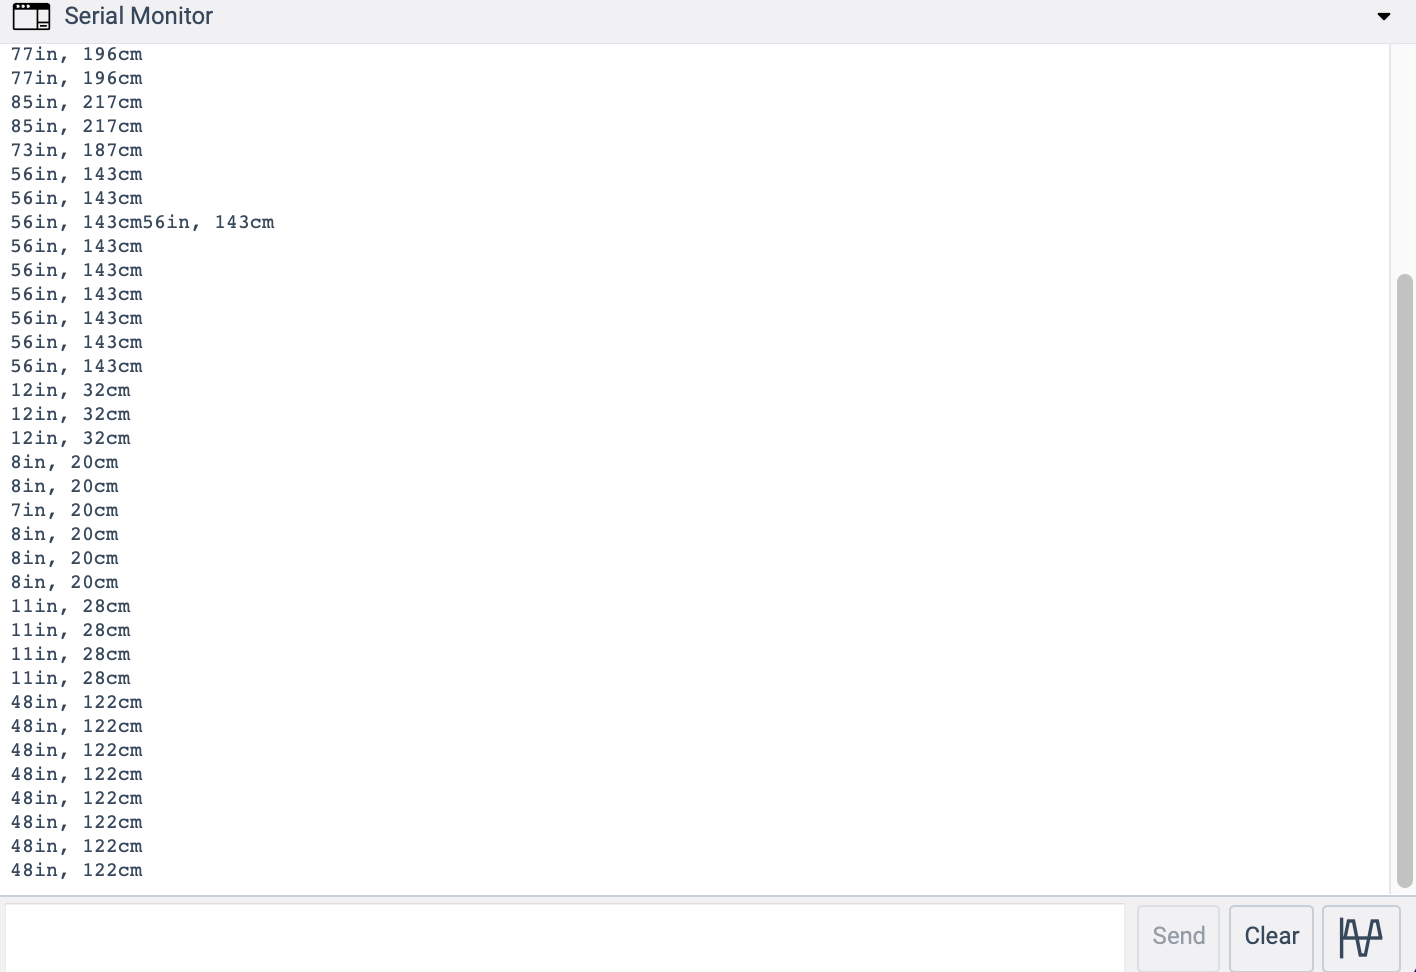 Serial Monitor
77in, 196cm
77in, 196cm
85in, 217cm
85in, 217cm
73in, 187cm
56in, 143cm
56in, 143cm
56in, 143cm56in, 143cm
56in, 143cm
56in, 143cm
56in, 143cm
56in, 143cm
56in, 143cm
56in, 143cm
12in, 32cm
12in, 32cm
12in, 32cm
8in, 20cm
8in, 20cm
7in, 20cm
8in, 20cm
8in, 20cm
8in, 20cm
11in, 28cm
11in, 28cm
11in, 28cm
11in, 28cm
48in, 122cm
48in, 122cm
48in, 122cm
48in, 122cm
48in, 122cm
48in, 122cm
48in, 122cm
48in, 122cm
Send Clear